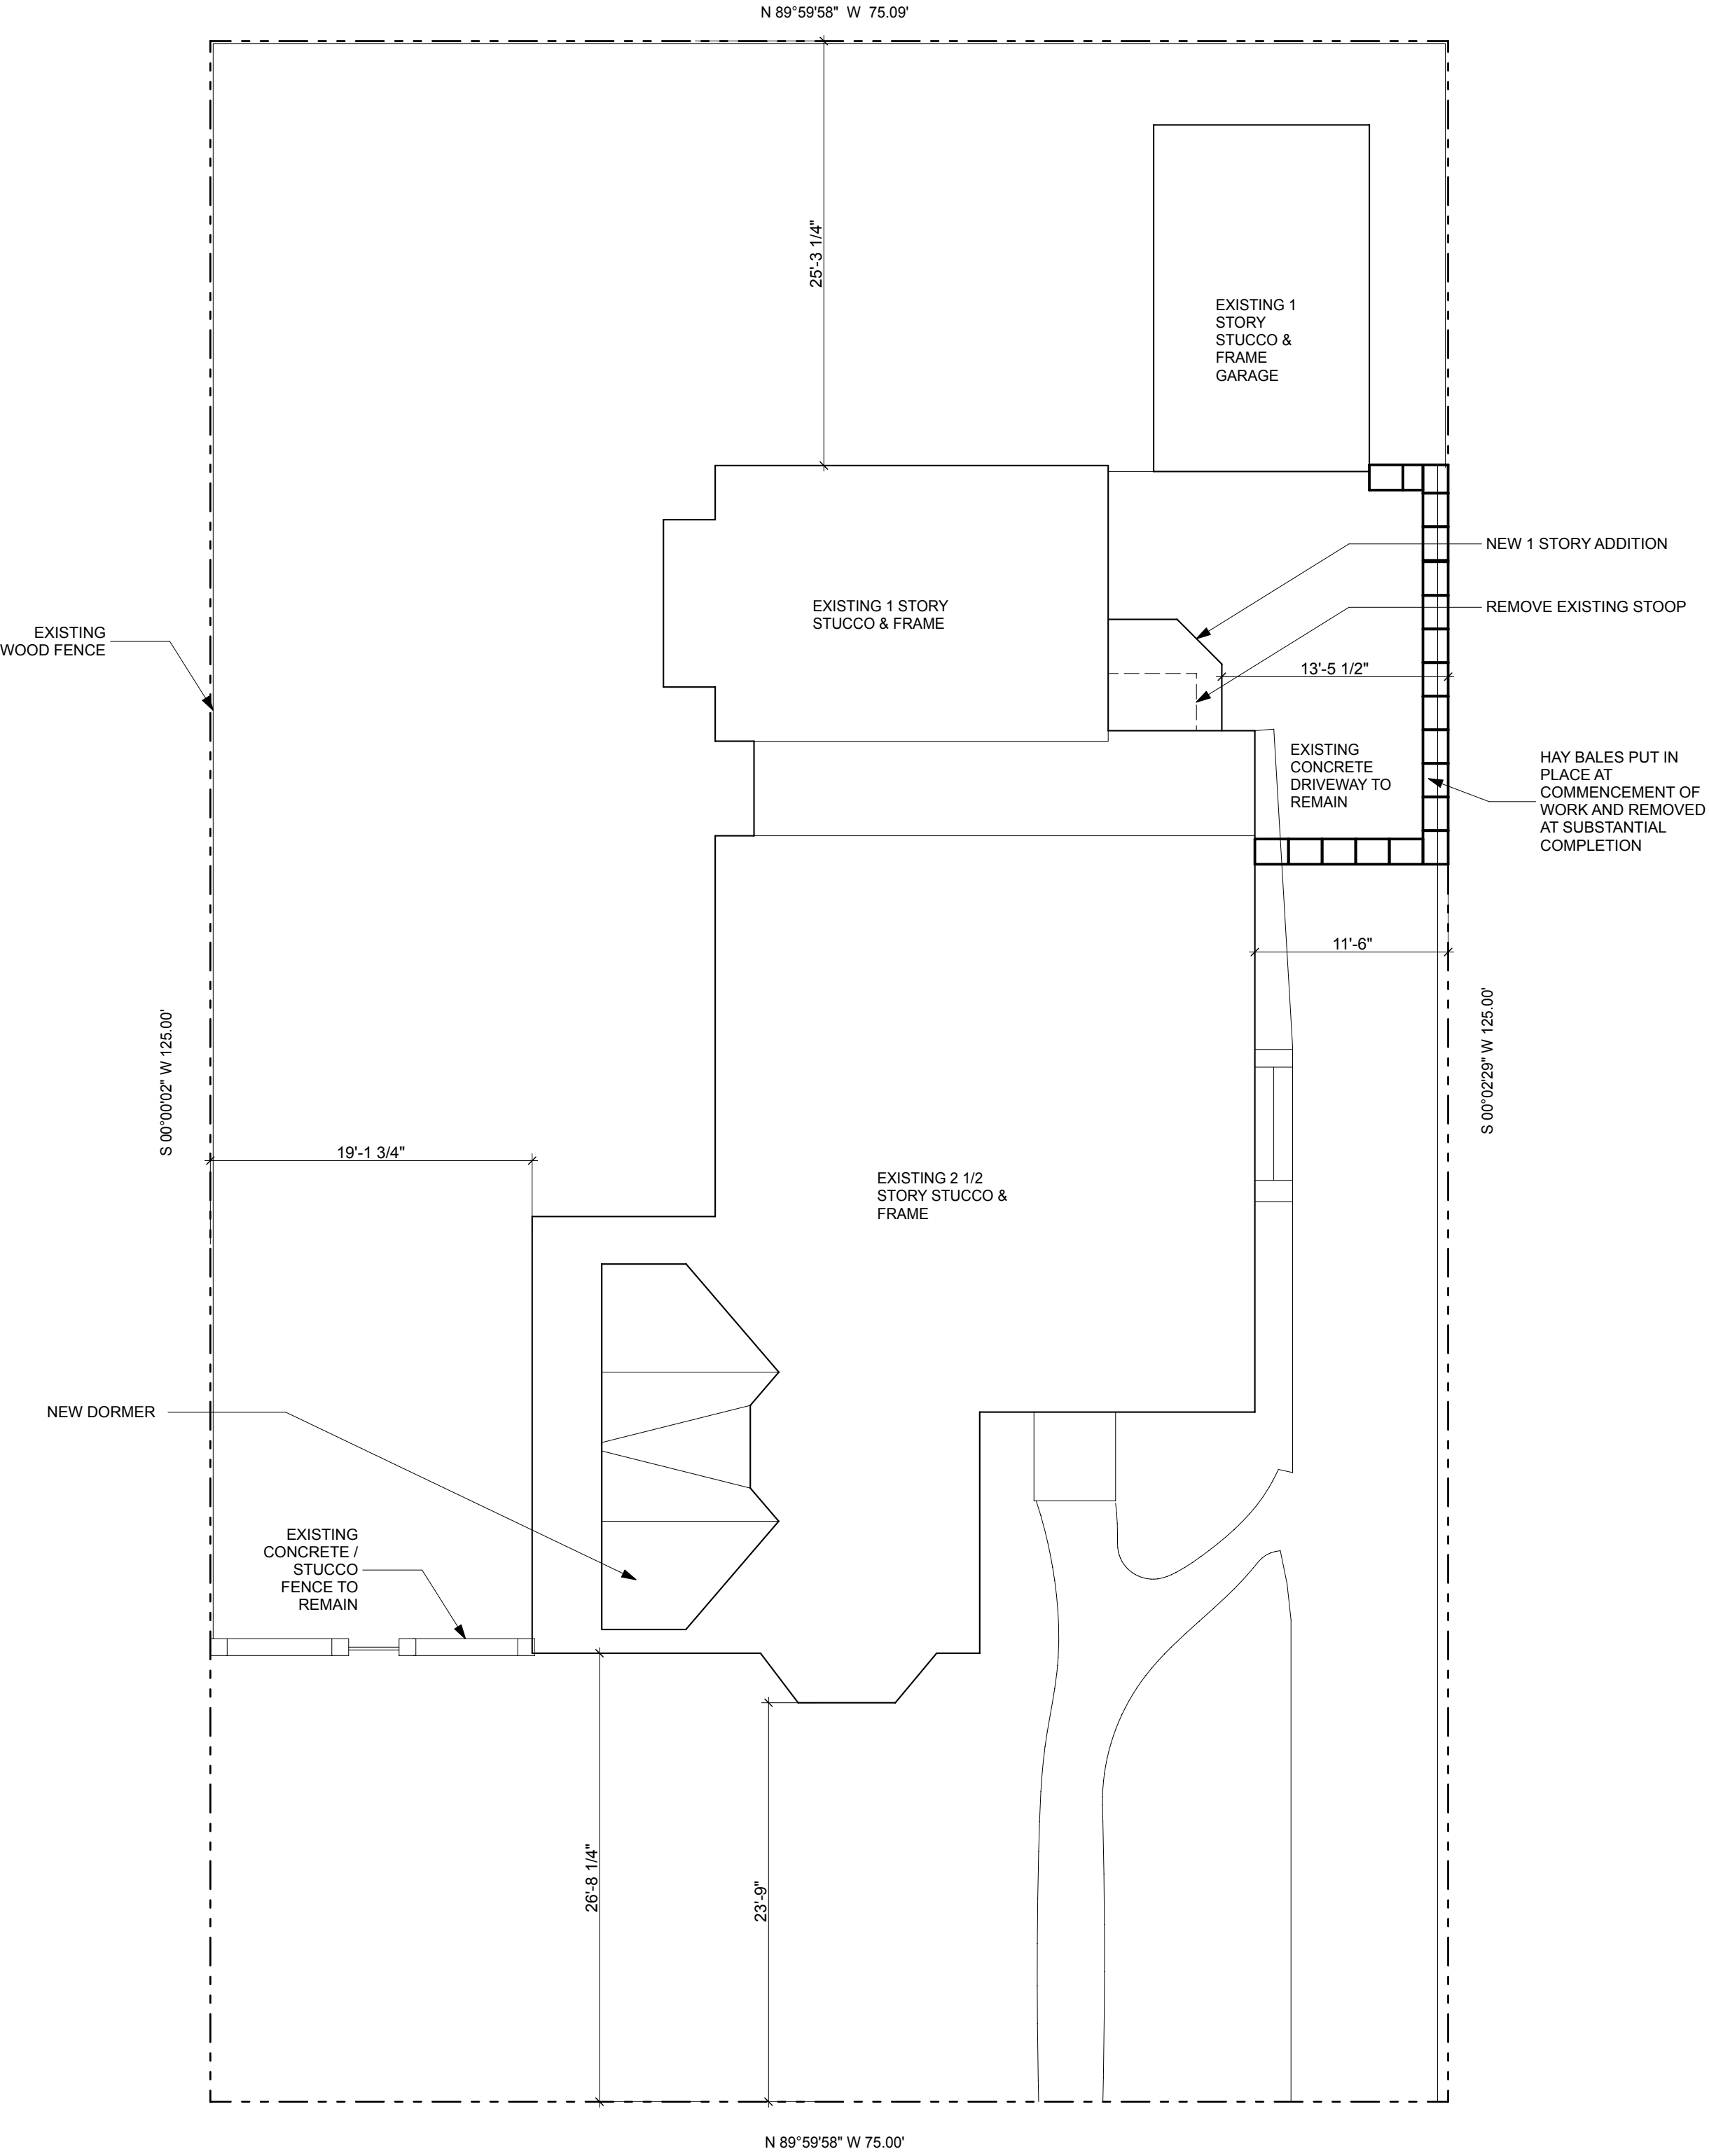 N 89°59'58" W 75.09'
25'-3 1/4"
EXISTING 1
STORY
STUCCO &
FRAME
GARAGE
NEW 1 STORY ADDITION
EXISTING 1 STORY
STUCCO & FRAME
REMOVE EXISTING STOOP
EXISTING
WOOD FENCE
13'-5 1/2"
EXISTING
CONCRETE
DRIVEWAY TO
REMAIN
HAY BALES PUT IN
PLACE AT
COMMENCEMENT OF
WORK AND REMOVED
AT SUBSTANTIAL
COMPLETION
11'-6"
S 00°00'02" W 125.00'
S 00°02'29" W 125.00'
19'-1 3/4"
EXISTING 2 1/2
STORY STUCCO &
FRAME
NEW DORMER
EXISTING
CONCRETE /
STUCCO
FENCE TO
REMAIN
26'-8 1/4"
23'-9"
N 89°59'58" W 75.00'